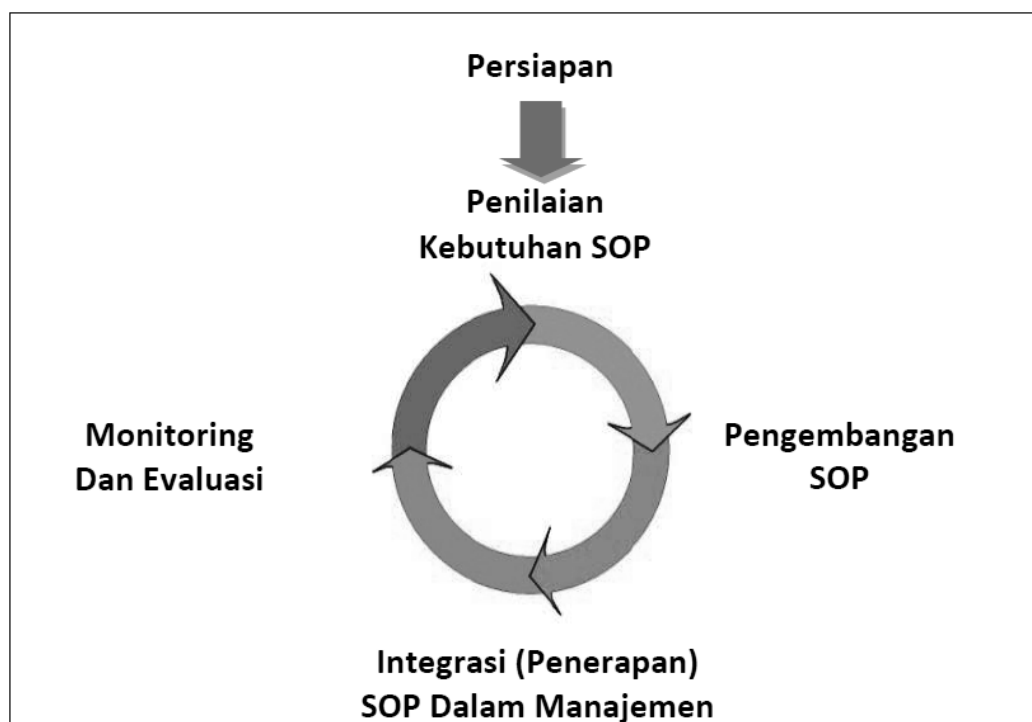 Persiapan
Penilaian
Kebutuhan SOP
Monitoring
Dan Evaluasi
Pengembangan
SOP
Integrasi (Penerapan)
SOP Dalam Manajemen